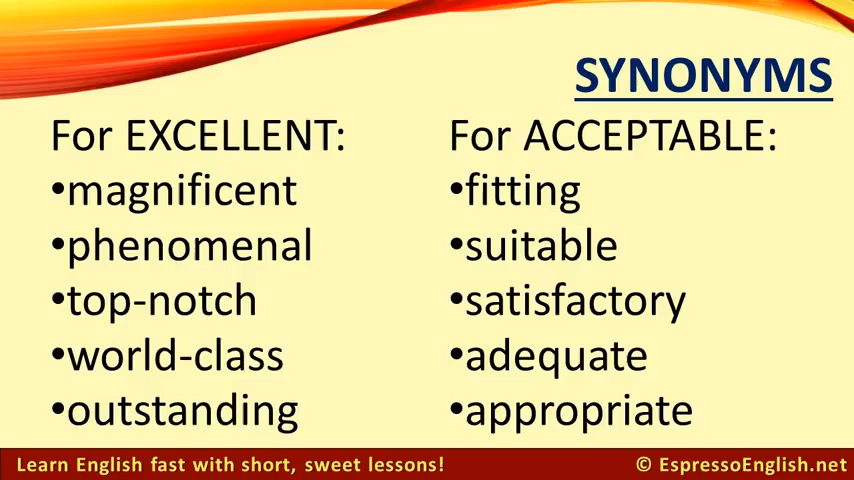 SYNONYMS
For EXCELLENT:
•magnificent
•phenomenal
•top-notch
•world-class
•outstanding
For ACCEPTABLE:
•fitting
•suitable
•satisfactory
•adequate
•appropriate
Learn English fast with short, sweet lessons!
© EspressoEnglish.net